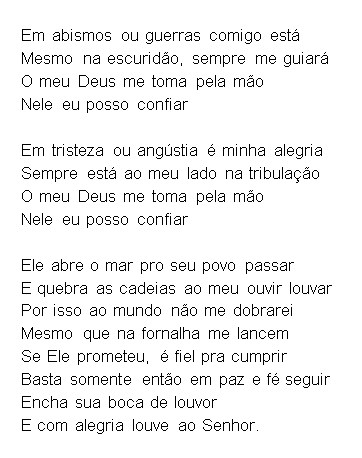 Em abismos ou guerras comigo está
Mesmo na escuridão, sempre me guiará
O meu Deus me toma pela mão
Nele eu posso confiar

Em tristeza ou angústia é minha alegria
Sempre está ao meu lado na tribulação
O meu Deus me toma pela mão
Nele eu posso confiar

Ele abre o mar pro seu povo passar
E quebra as cadeias ao meu ouvir louvar
Por isso ao mundo não me dobrarei
Mesmo que na fornalha me lancem
Se Ele prometeu, é fiel pra cumprir
Basta somente então em paz e fé seguir
Encha sua boca de louvor
E com alegria louve ao Senhor.